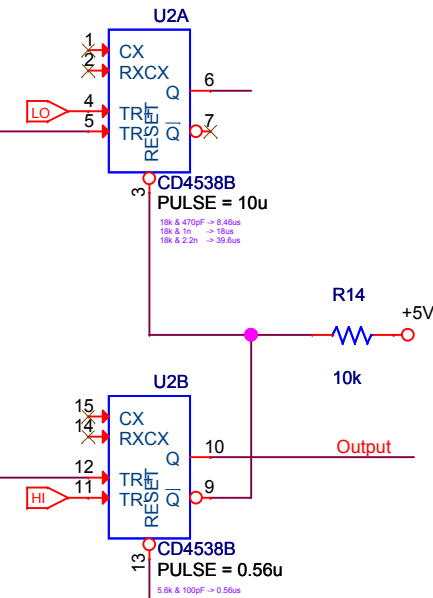 U2A
1
CX
2
RXCX
Q
6
LO
4
TR+
5
TR-
Q
7
RESET
3
CD4538B
PULSE = 10u
18k & 470pF -> 8.46us
18k & 1n -> 18us
18k & 2.2n -> 39.6us
R14
+5V
10k
U2B
15
CX
14
RXCX
Q
10
Output
12
TR+
HI
11
TR-
Q
9
RESET
13
CD4538B
PULSE = 0.56u
5.6k & 100pF -> 0.56us